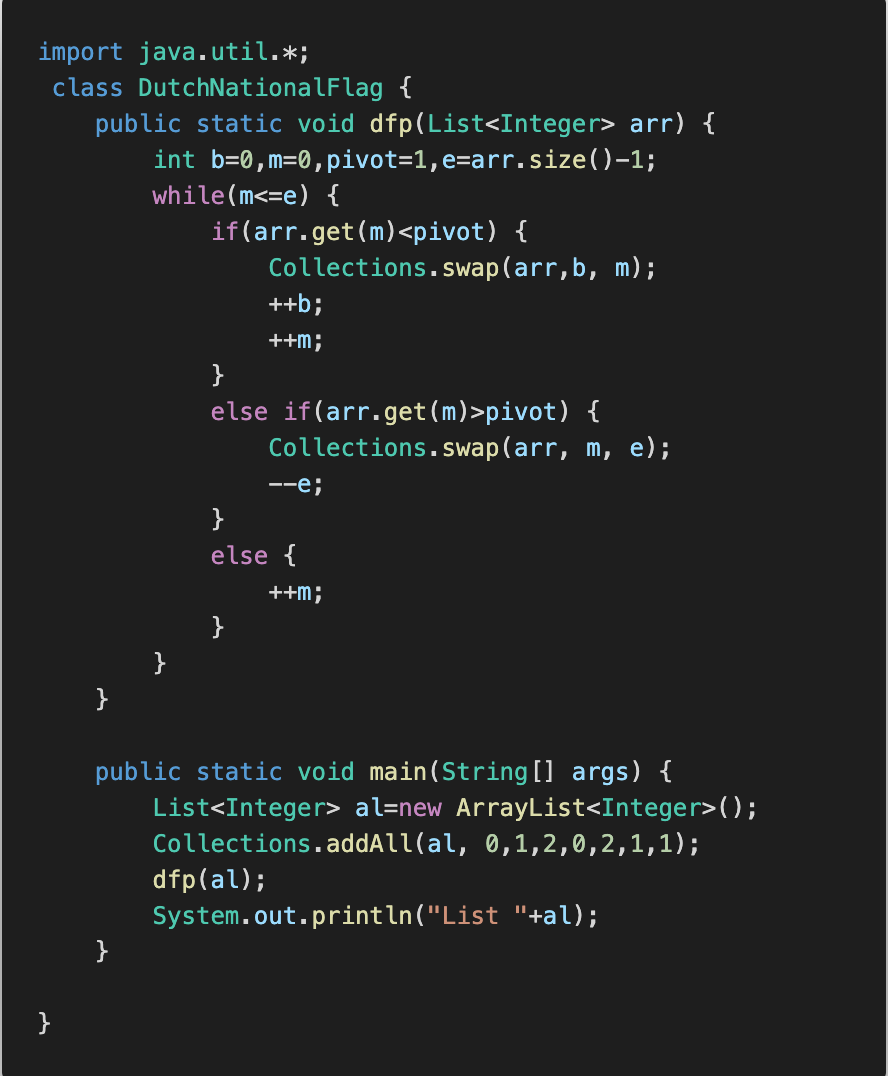 import java.util.*;
 class DutchNationalFlag {
    public static void dfp(List<Integer> arr) {
        int b=0,m=0,pivot=1,e=arr.size()-1;
        while(m<=e) {
            if(arr.get(m)<pivot) {
                Collections.swap(arr,b, m);
                ++b;
                ++m;
            }
            else if(arr.get(m)>pivot) {
                Collections.swap(arr, m, e);
                --e;
            }
            else {
                ++m;
            }
        }
    }

    public static void main(String[] args) {
        List<Integer> al=new ArrayList<Integer>();
        Collections.addAll(al, 0,1,2,0,2,1,1);
        dfp(al);
        System.out.println("List "+al);
    }

}